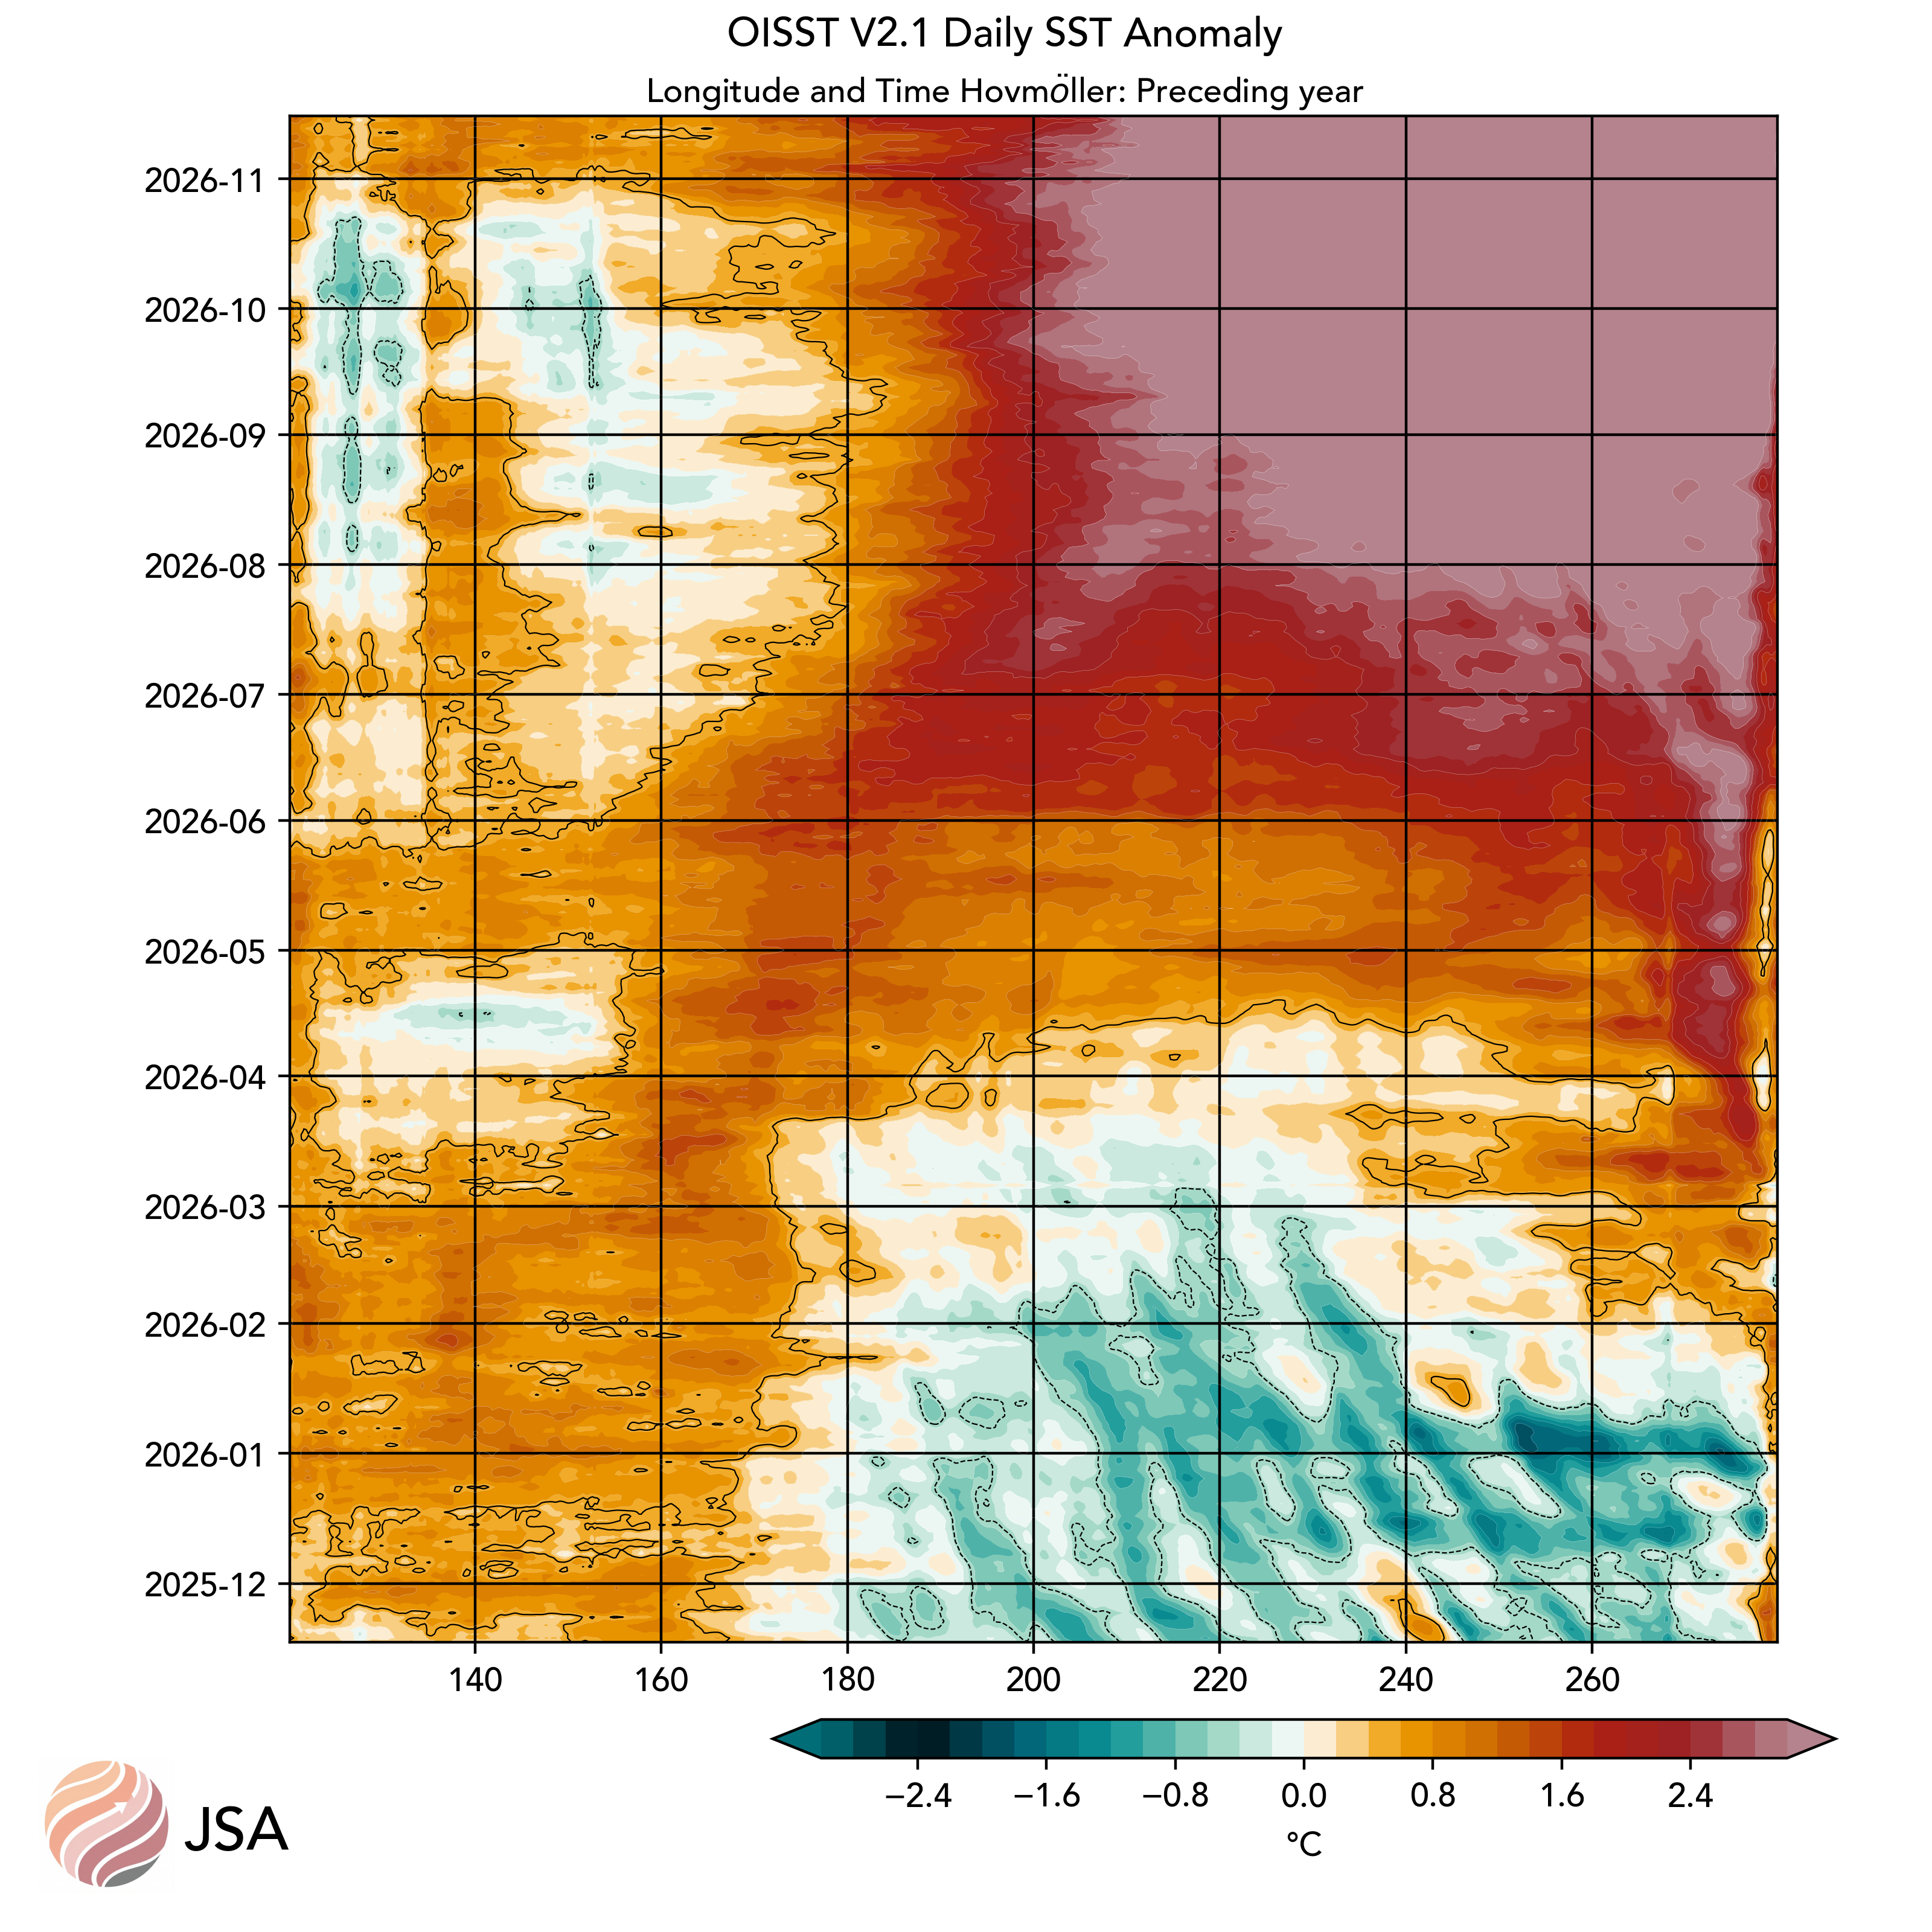 OISST V2.1 Daily SST Anomaly
Longitude and Time Hovmöller: Preceding year
2026-11
2026-10
2026-09
2026-08
2026-07
2026-06
2026-05
2026-04
2026-03
2026-02
2026-01
2025-12
140 160 180 200 220 240 260
−2.4 −1.6 −0.8 0.0 0.8 1.6 2.4
°C
JSA